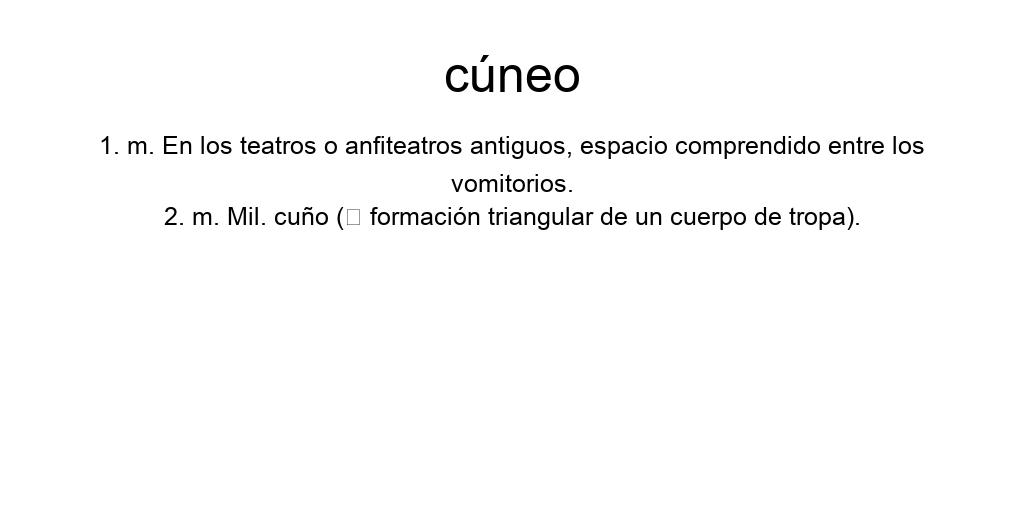 cúneo
1. m. En los teatros o anfiteatros antiguos, espacio comprendido entre los
vomitorios.
2. m. Mil. cuño (□ formación triangular de un cuerpo de tropa).